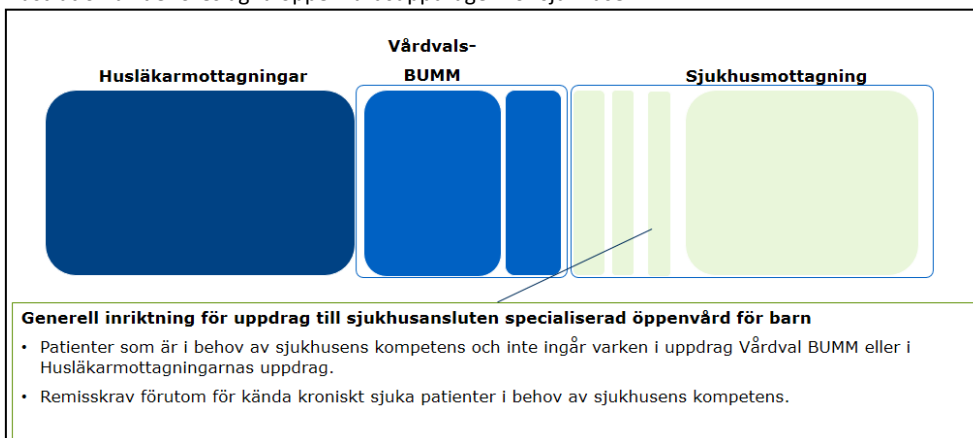 Vårdvals-
Husläkarmottagningar BUMM Sjukhusmottagning
Generell inriktning för uppdrag till sjukhusansluten specialiserad öppenvård för barn
• Patienter som är i behov av sjukhusens kompetens och inte ingår varken i uppdrag Vårdval BUMM eller i
Husläkarmottagningarnas uppdrag.
• Remisskrav förutom för kända kroniskt sjuka patienter i behov av sjukhusens kompetens.